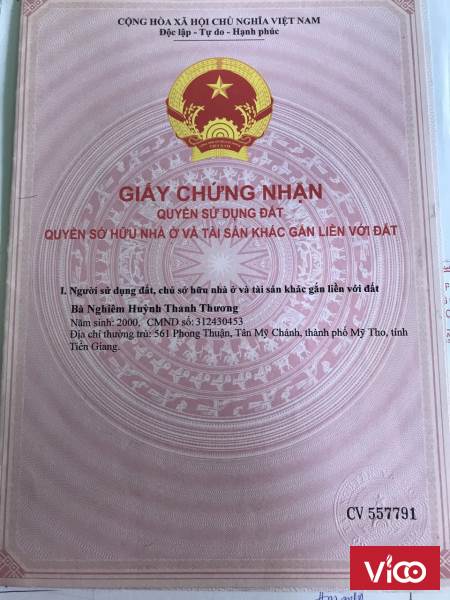 CỘNG HÒA XÃ HỘI CHỦ NGHĨA VIỆT NAM
Độc lập - Tự do - Hạnh phúc
GIẤY CHỨNG NHẬN
QUYỀN SỬ DỤNG ĐẤT
QUYỀN SỞ HỮU NHÀ Ở VÀ TÀI SẢN KHÁC GẮN LIỀN VỚI ĐẤT
I. Người sử dụng đất, chủ sở hữu nhà ở và tài sản khác gắn liền với đất
Bà Nghiêm Huỳnh Thanh Thương
Năm sinh: 2000, CMND số: 312430453
Địa chỉ thường trú: 561 Phong Thuận, Tân Mỹ Chánh, thành phố Mỹ Tho, tỉnh
Tiền Giang.
CV 557791
Vico